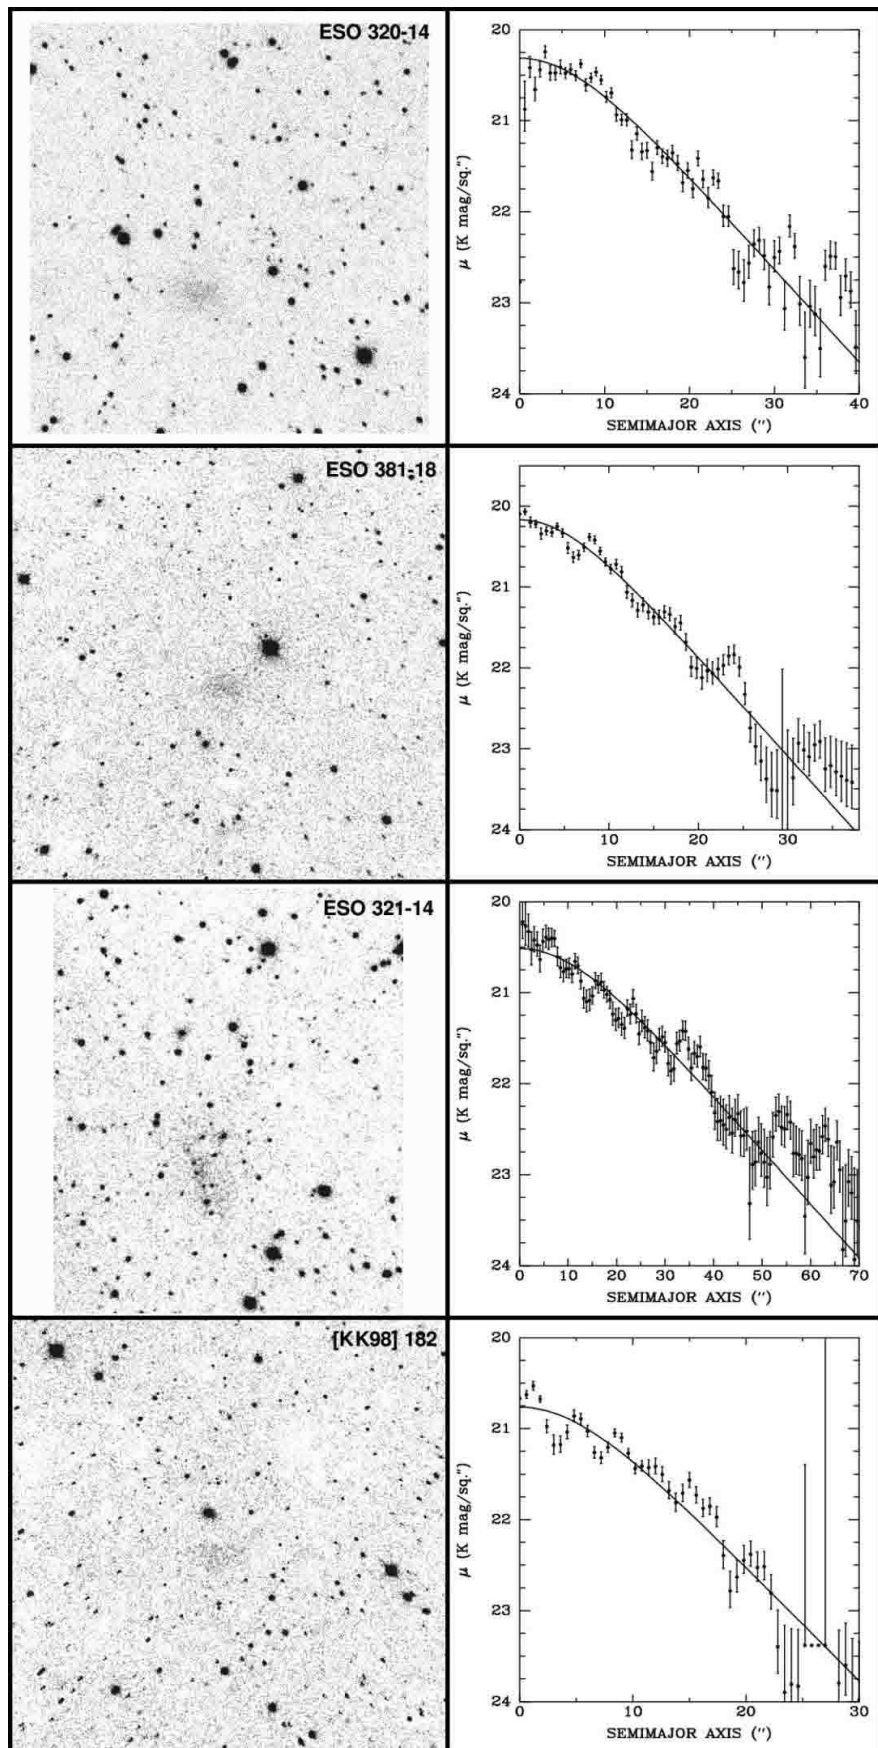 ESO 320-14
20
21
22
23
24
μ (K mag/sq.")
0 10 20 30 40
SEMIMAJOR AXIS (")
ESO 381-18
20
21
22
23
24
μ (K mag/sq.")
0 10 20 30
SEMIMAJOR AXIS (")
ESO 321-14
20
21
22
23
24
μ (K mag/sq.")
0 10 20 30 40 50 60 70
SEMIMAJOR AXIS (")
[KK98] 182
20
21
22
23
24
μ (K mag/sq.")
0 10 20 30
SEMIMAJOR AXIS (")